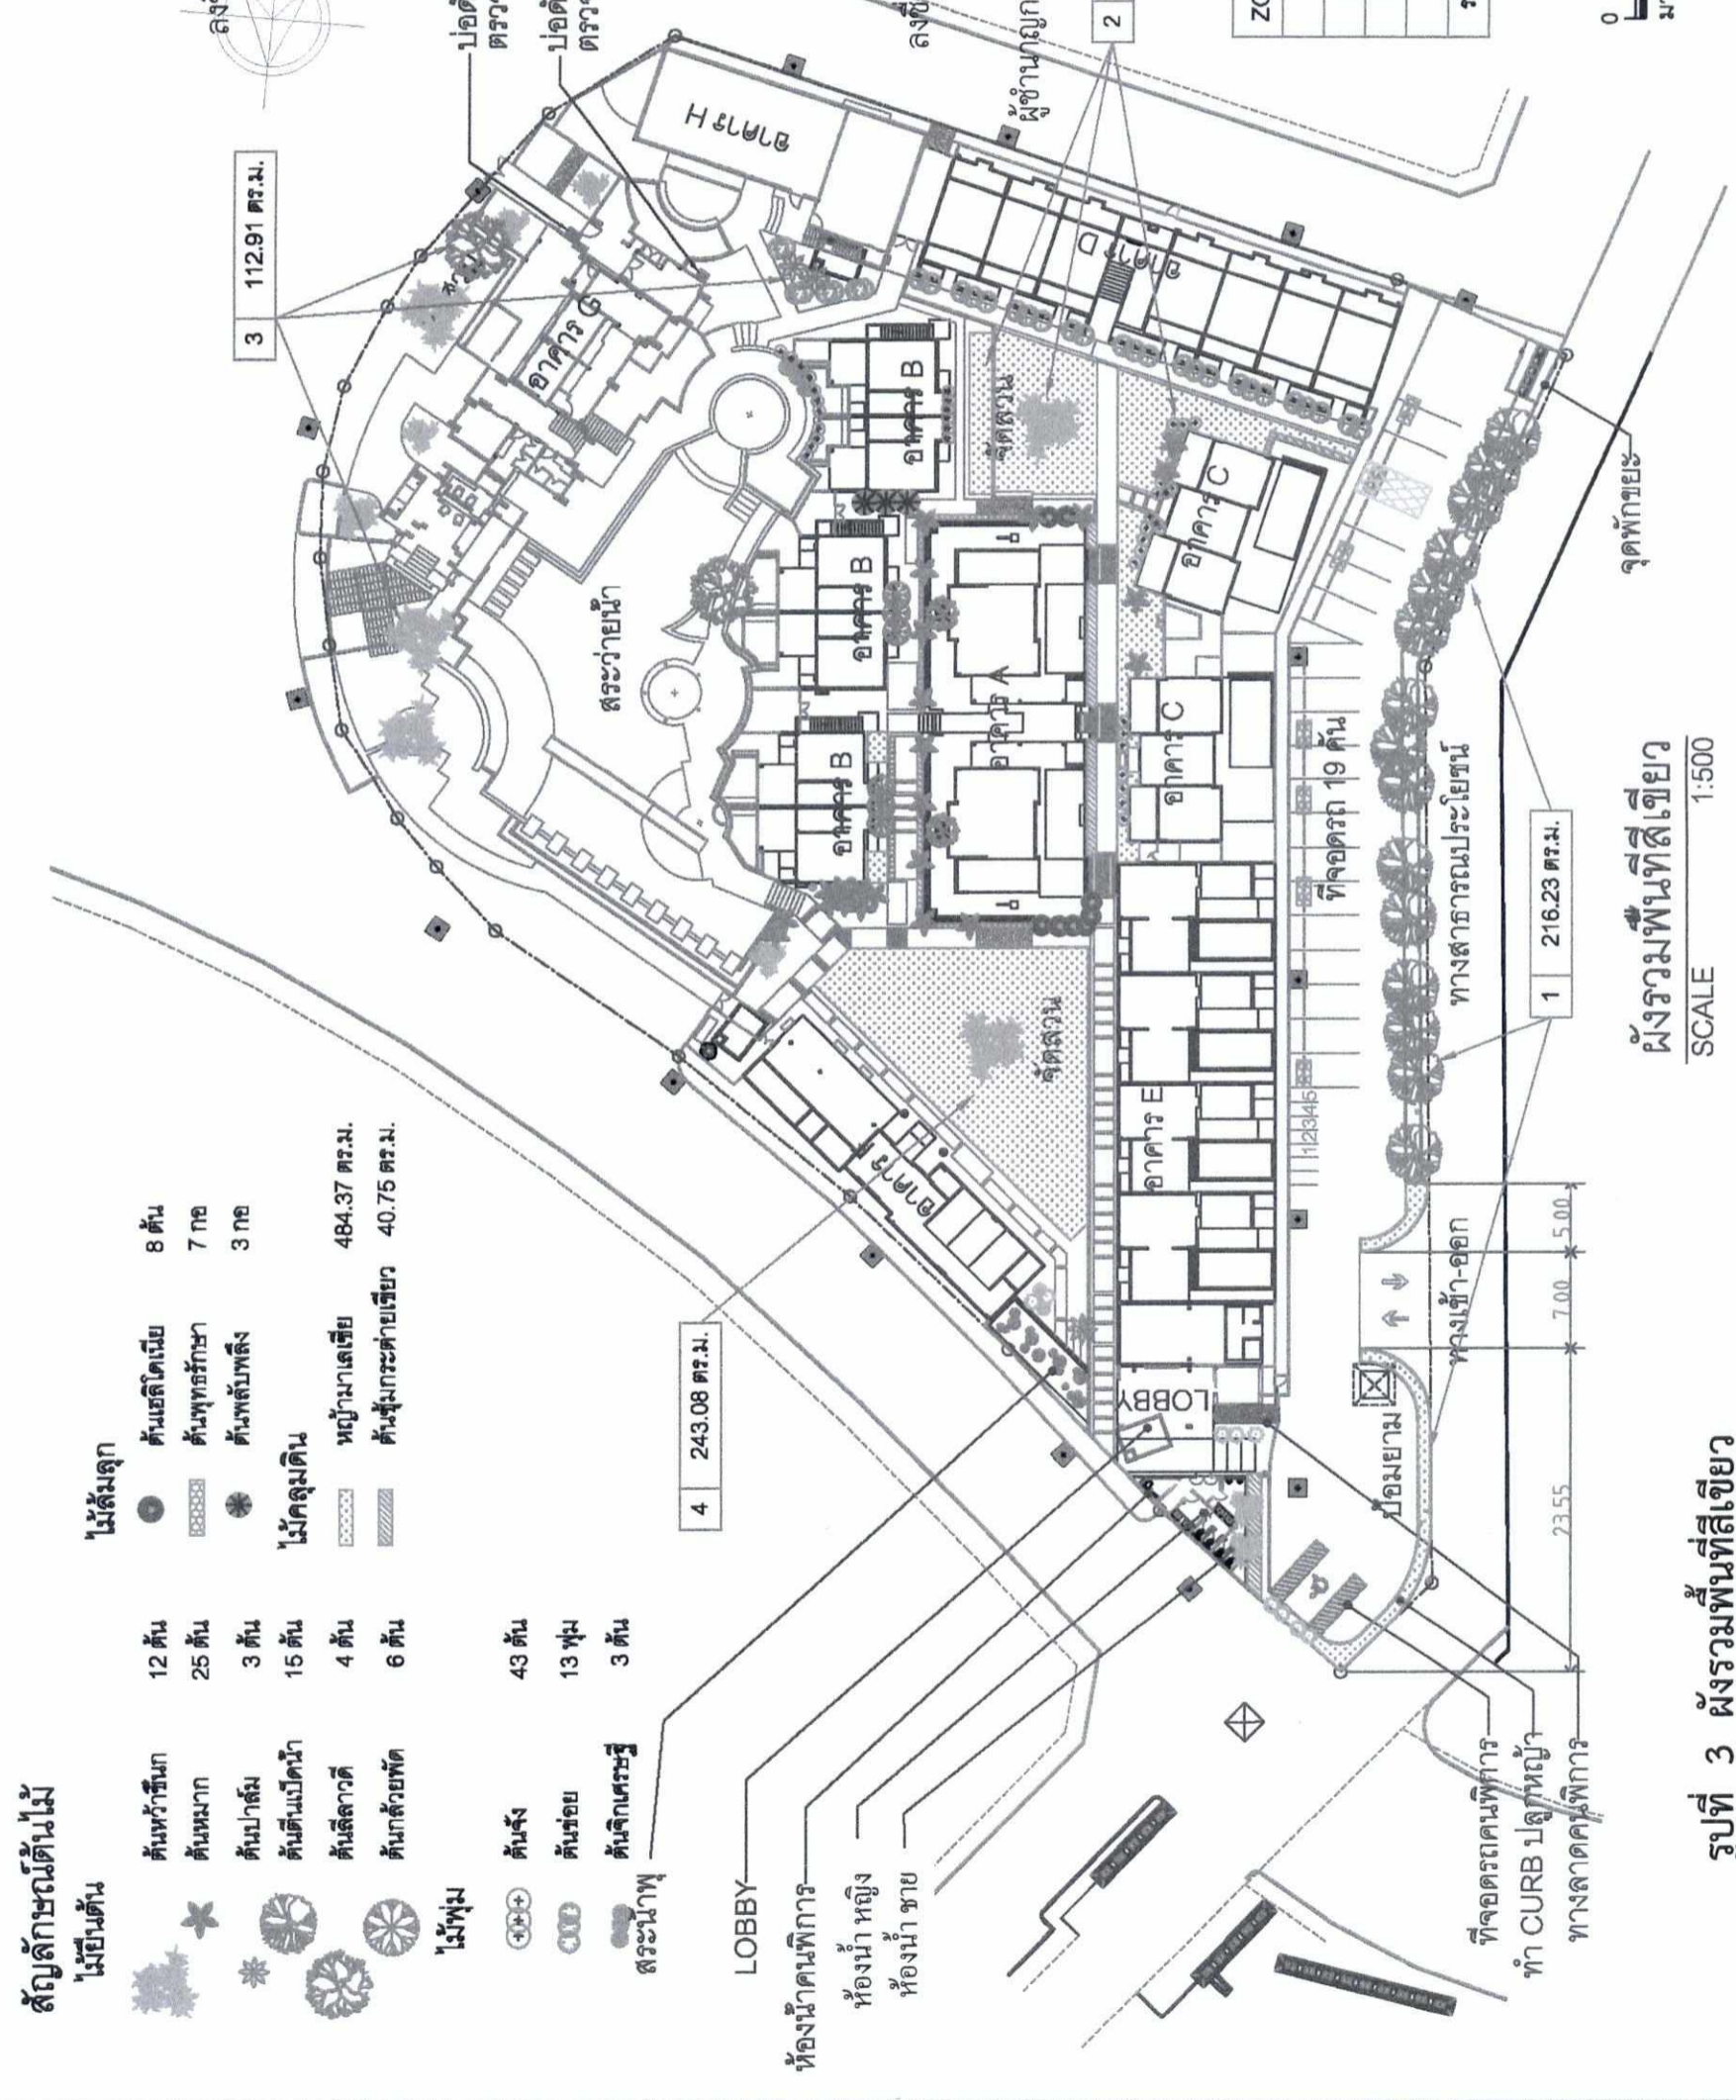 สัญลักษณ์ต้นไม้
ไม้ยืนต้น
ต้นหว้าขี้นก 12 ต้น
ต้นหมาก 25 ต้น
ต้นปาล์ม 3 ต้น
ต้นตีนเป็ดน้ำ 15 ต้น
ต้นลีลาวดี 4 ต้น
ต้นกล้วยพัด 6 ต้น
ไม้พุ่ม
ต้นจั๋ง 43 ต้น
ต้นข่อย 13 พุ่ม
ต้นจิกเศรษฐี 3 ต้น
ไม้ล้มลุก
ต้นเฮลิโคเนีย 8 ต้น
ต้นพุทธรักษา 7 กอ
ต้นพลับพลึง 3 กอ
ไม้คลุมดิน
หญ้ามาเลเซีย 484.37 ตร.ม.
ต้นซุ้มกระต่ายเขียว 40.75 ตร.ม.
สระน้ำพุ
LOBBY
ห้องน้ำคนพิการ
ห้องน้ำ หญิง
ห้องน้ำ ชาย
4 243.08 ตร.ม.
3 112.91 ตร.ม.
2
1 216.23 ตร.ม.
อาคาร H
อาคาร G
อาคาร D
อาคาร B
อาคาร B
อาคาร B
อาคาร A
อาคาร C
อาคาร C
อาคาร E
อาคาร F
สระว่ายน้ำ
จัดสวน
จัดสวน
LOBBY
ที่จอดรถ 19 คัน
1 2 3 4 5
ทางสาธารณประโยชน์
ทางเข้า-ออก
ป้อมยาม
จุดพักขยะ
23.55
7.00
5.00
ที่จอดรถคนพิการ
ทำ CURB ปลูกหญ้า
ทางลาดคนพิการ
ผังรวมพื้นที่สีเขียว
SCALE 1:500
รูปที่ 3 ผังรวมพื้นที่สีเขียว
0